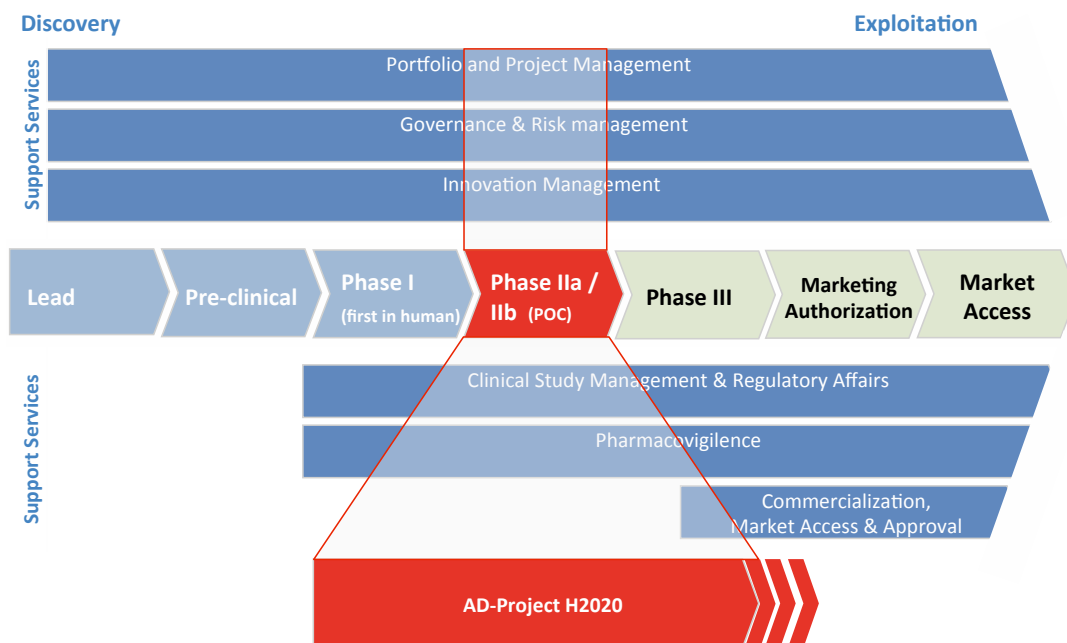 Discovery
Exploitation
Support Services
Portfolio and Project Management
Governance & Risk management
Innovation Management
Lead
Pre-clinical
Phase I
(first in human)
Phase IIa /
IIb (POC)
Phase III
Marketing
Authorization
Market
Access
Support Services
Clinical Study Management & Regulatory Affairs
Pharmacovigilence
Commercialization,
Market Access & Approval
AD-Project H2020